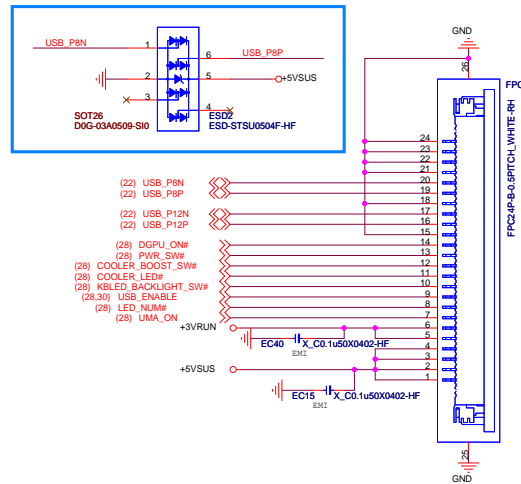 GND
USB_P8N
1
6
USB_P8P
26
2
5
+5VSUS
FPC
3
4
SOT26
D0G-03A0509-SI0
ESD2
ESD-STSU0504F-HF
FPC24P-B-0.5PITCH_WHITE-RH
24
23
22
21
(22) USB_P8N 20
(22) USB_P8P 19
18
(22) USB_P12N 17
(22) USB_P12P 16
15
(28) DGPU_ON# 14
(28) PWR_SW# 13
(28) COOLER_BOOST_SW# 12
(28) COOLER_LED# 11
(28) KBLED_BACKLIGHT_SW# 10
(28,30) USB_ENABLE 9
(28) LED_NUM# 8
(28) UMA_ON 7
+3VRUN 6
5
EC40 X_C0.1u50X0402-HF
EMI
4
3
+5VSUS 2
1
EC15 X_C0.1u50X0402-HF
EMI
25
GND